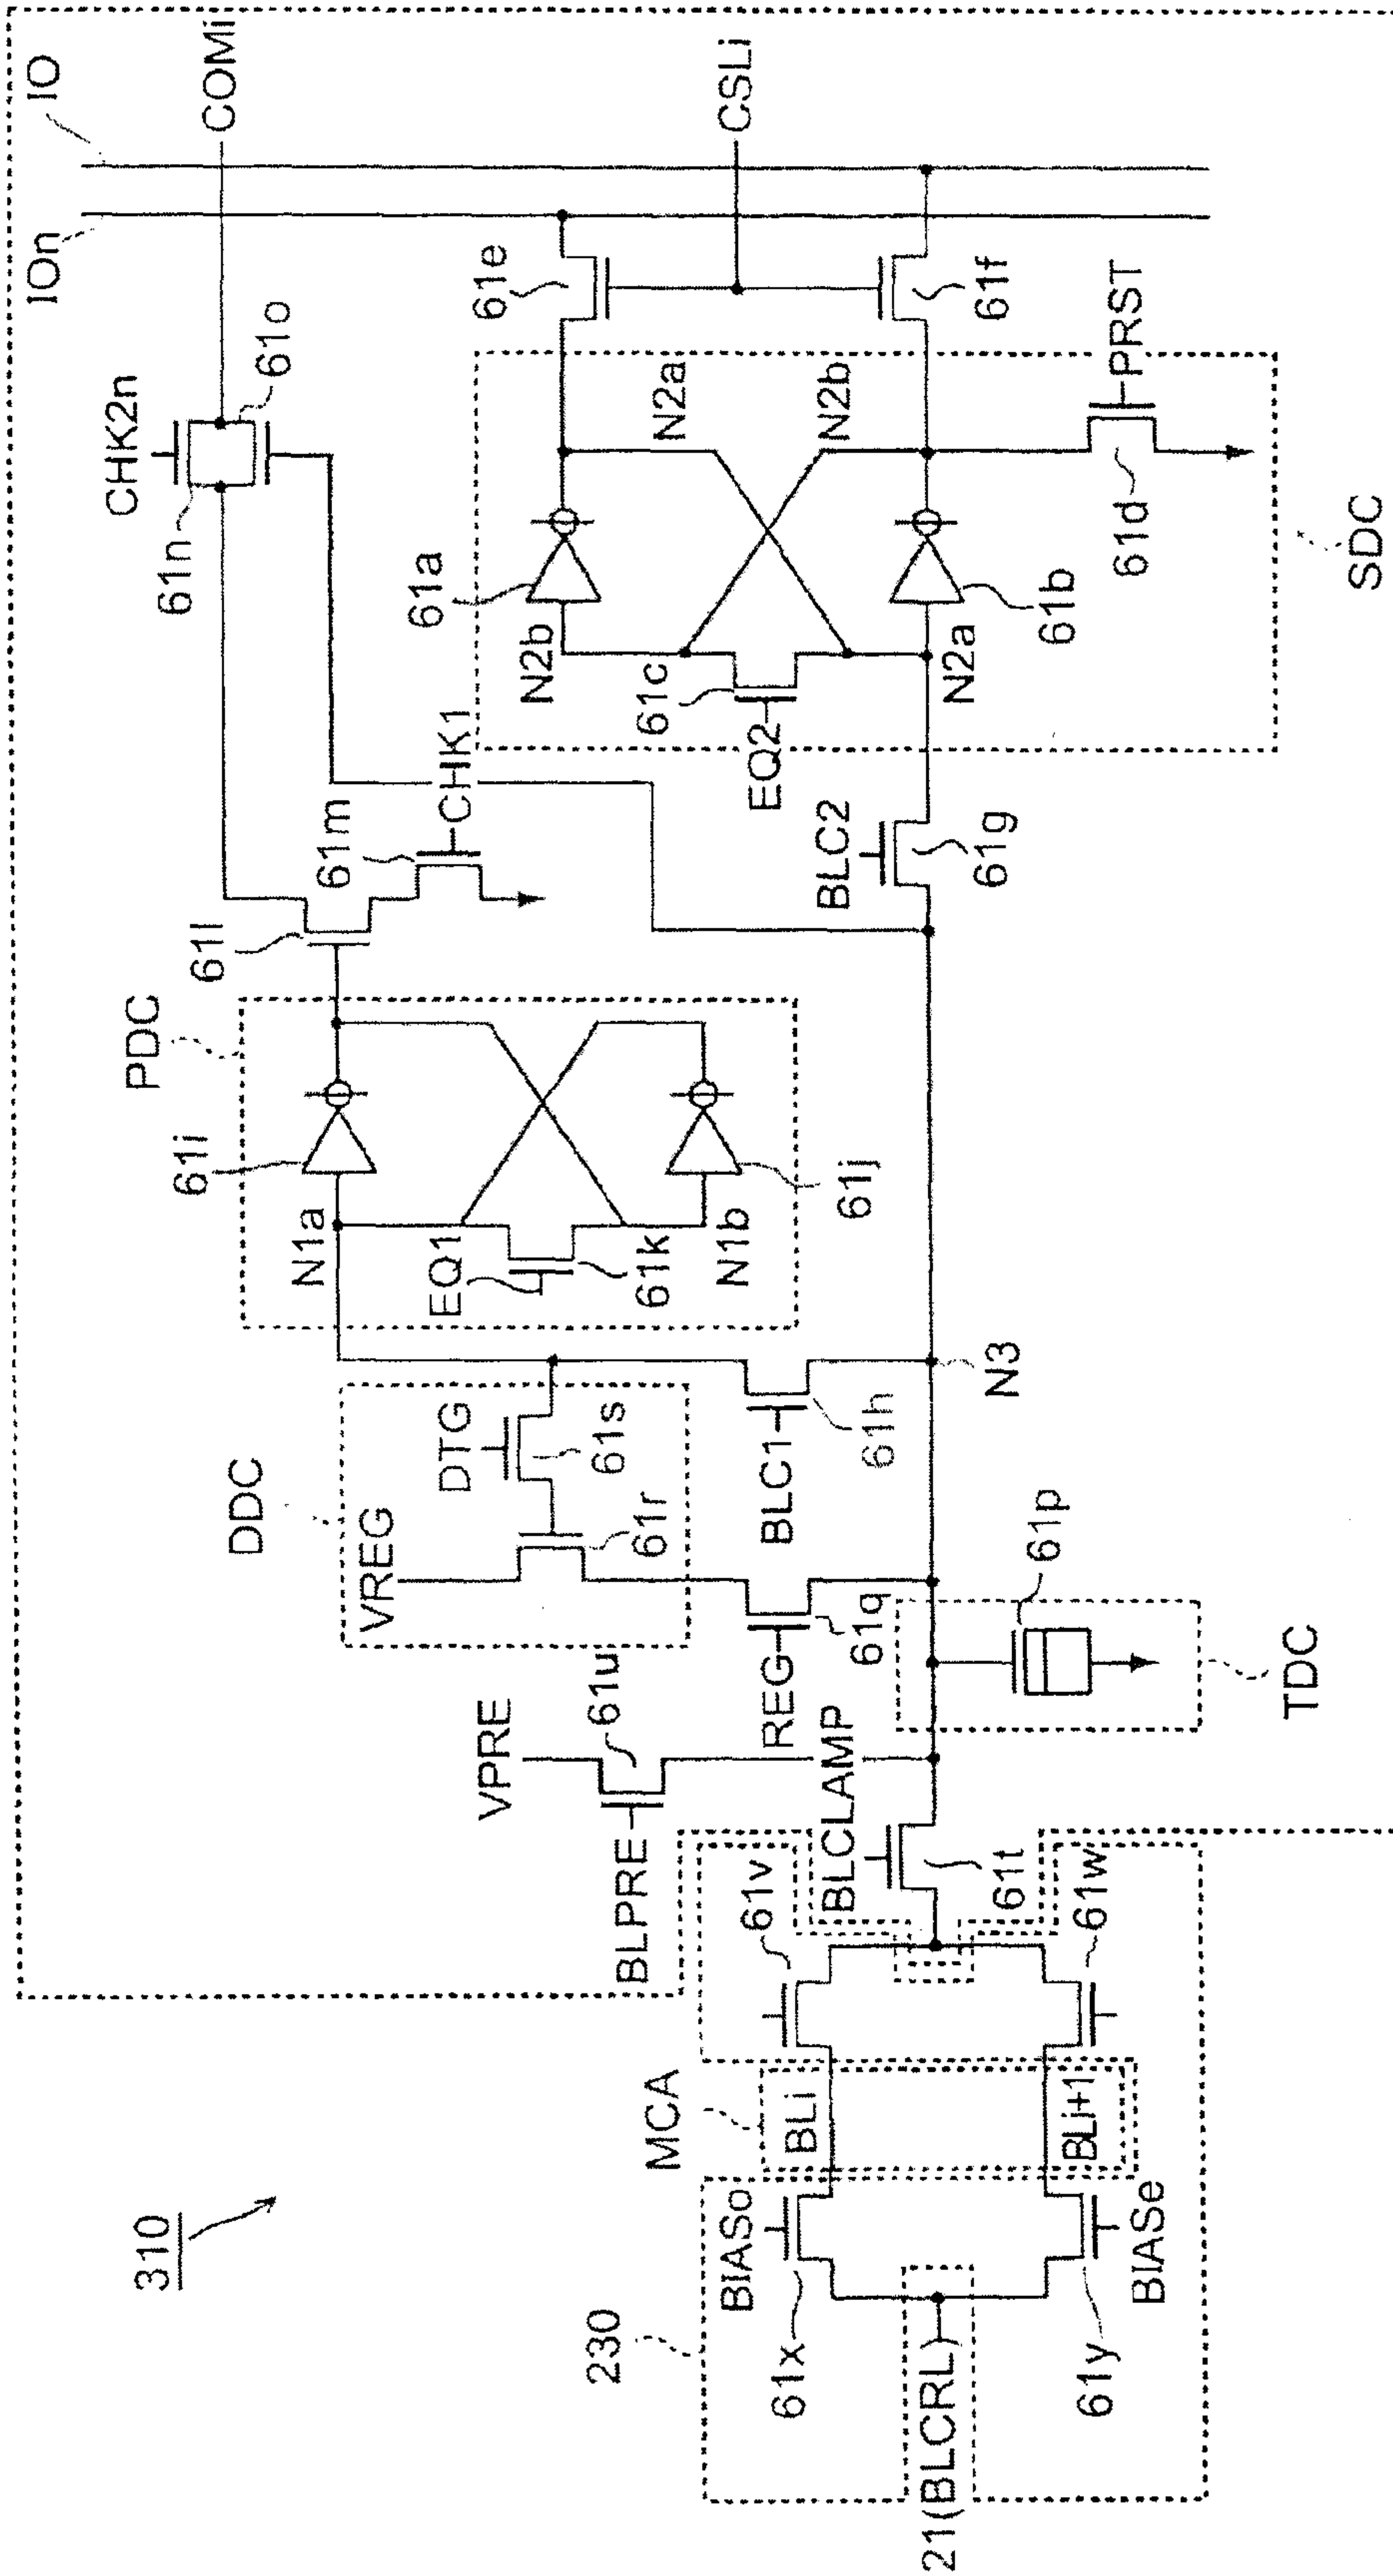 310
IO
IOn
COMi
CHK2n
61n
61o
CSLi
61e
61f
61a
N2b
N2a
61c
EQ2
N2b
N2a
61b
61d
PRST
SDC
61l
61m
CHK1
BLC2
61g
PDC
61i
N1a
EQ1
61k
N1b
61j
DDC
VREG
DTG
61s
61r
BLC1
61h
N3
REG
61q
61p
TDC
VPRE
61u
BLPRE
BLCLAMP
61t
61v
61w
MCA
BLi
BLi+1
230
BIASo
BIASe
61x
61y
21(BLCRL)